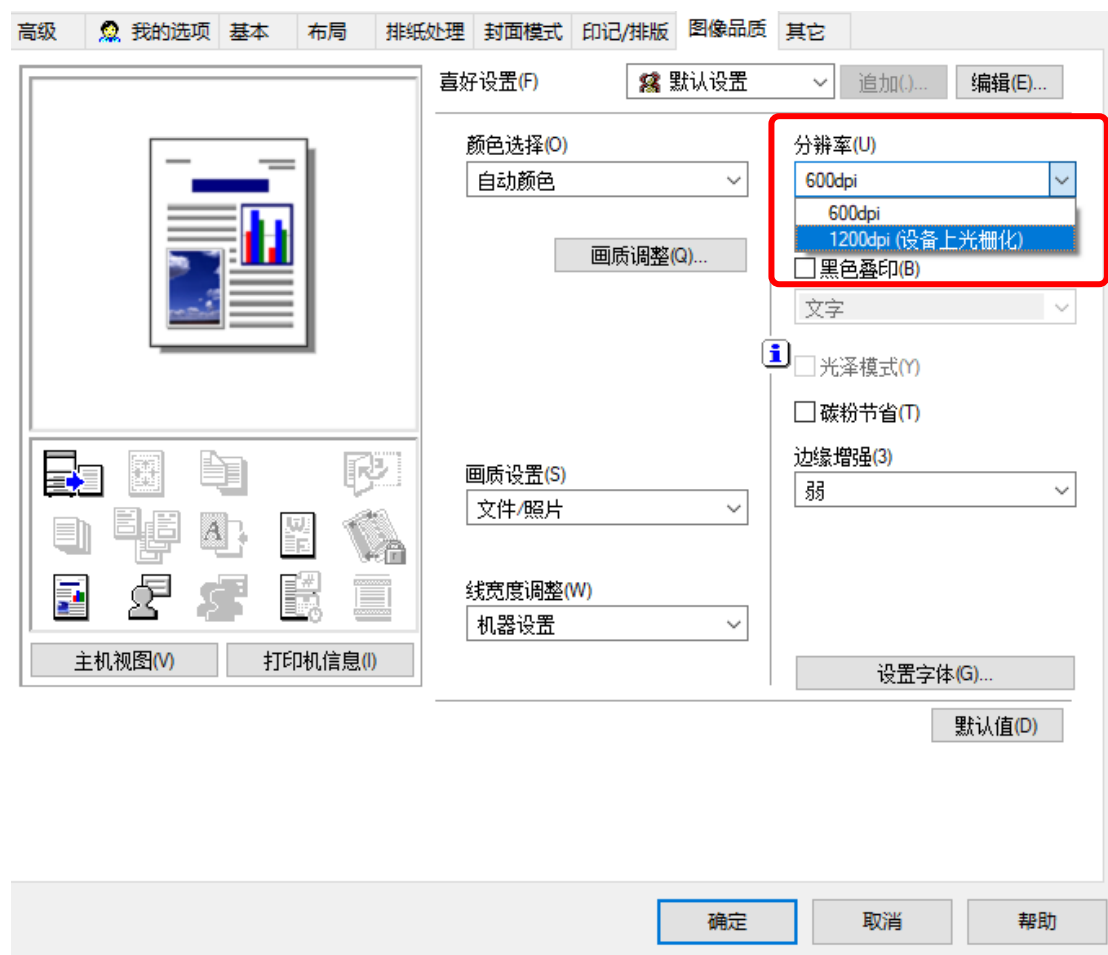 高级 我的选项 基本 布局 排纸处理 封面模式 印记/排版 图像品质 其它
喜好设置(F) 默认设置 追加(.)... 编辑(E)...
颜色选择(O)
自动颜色
画质调整(Q)...
画质设置(S)
文件/照片
线宽度调整(W)
机器设置
分辨率(U)
600dpi
600dpi
1200dpi (设备上光栅化)
黑色叠印(B)
文字
光泽模式(Y)
碳粉节省(T)
边缘增强(3)
弱
设置字体(G)...
主机视图(V) 打印机信息(I)
默认值(D)
确定 取消 帮助